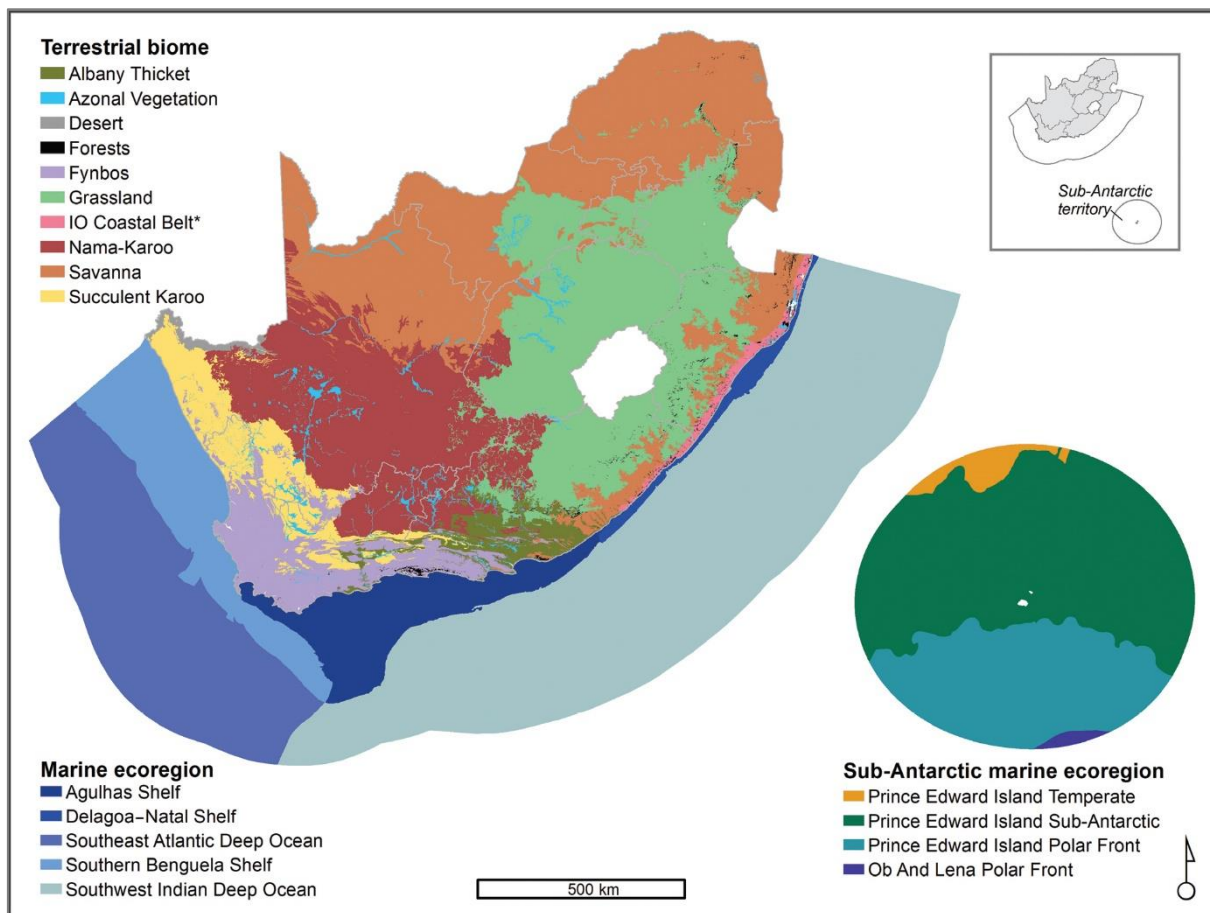 Terrestrial biome
Albany Thicket
Azonal Vegetation
Desert
Forests
Fynbos
Grassland
IO Coastal Belt*
Nama-Karoo
Savanna
Succulent Karoo
Sub-Antarctic
territory
Marine ecoregion
Agulhas Shelf
Delagoa–Natal Shelf
Southeast Atlantic Deep Ocean
Southern Benguela Shelf
Southwest Indian Deep Ocean
500 km
Sub-Antarctic marine ecoregion
Prince Edward Island Temperate
Prince Edward Island Sub-Antarctic
Prince Edward Island Polar Front
Ob And Lena Polar Front